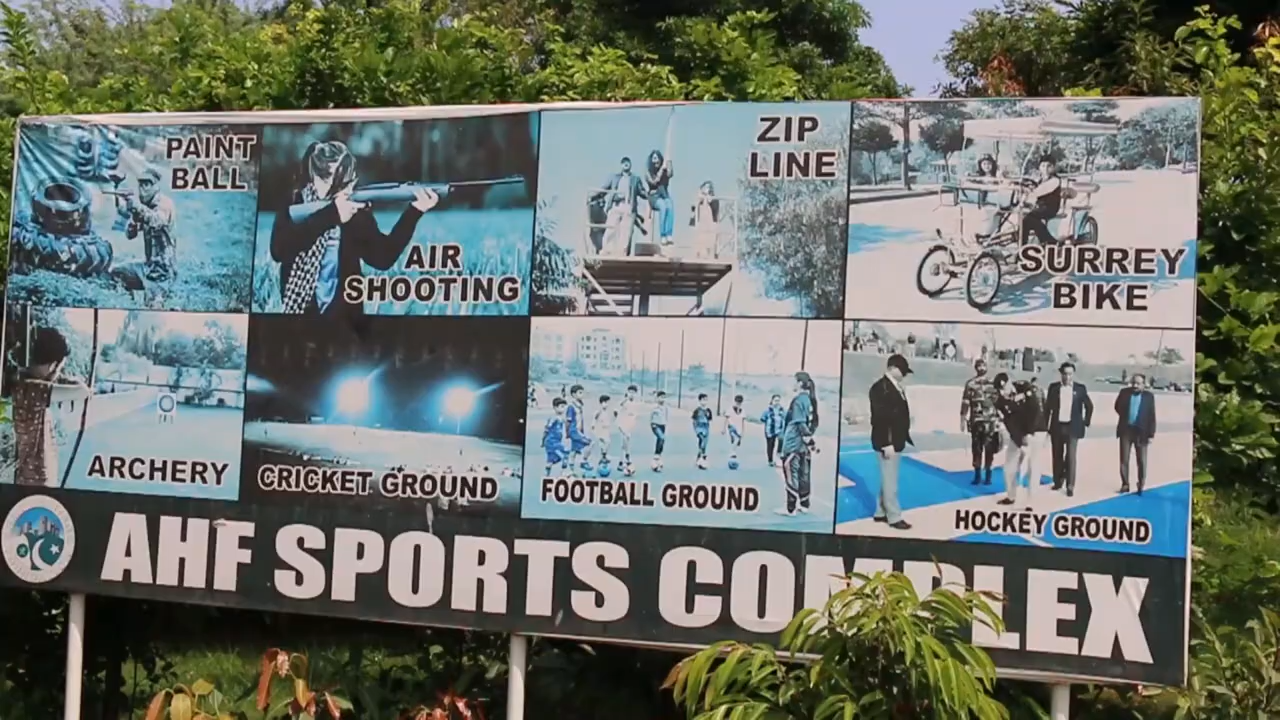 PAINT
BALL
AIR
SHOOTING
ZIP
LINE
SURREY
BIKE
ARCHERY
CRICKET GROUND
FOOTBALL GROUND
HOCKEY GROUND
AHF SPORTS COMPLEX